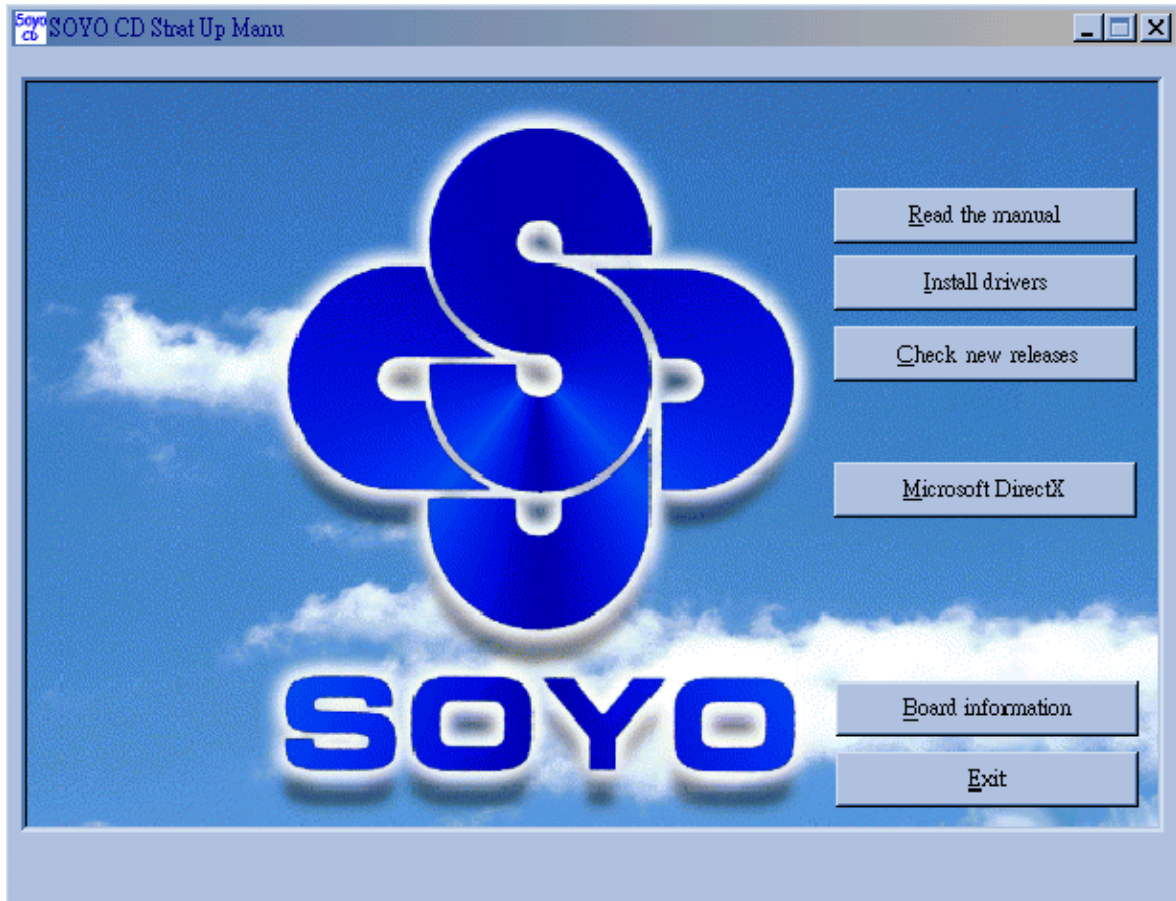 Soyo
CD
SOYO CD Strat Up Manu
Read the manual
Install drivers
Check new releases
Microsoft DirectX
Board information
Exit
SOYO